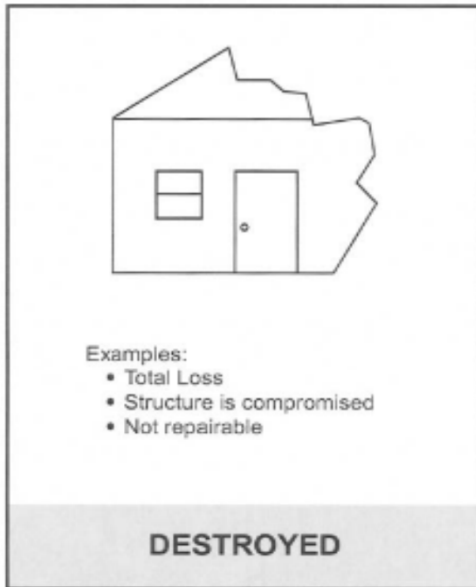 Examples:
• Total Loss
• Structure is compromised
• Not repairable
DESTROYED